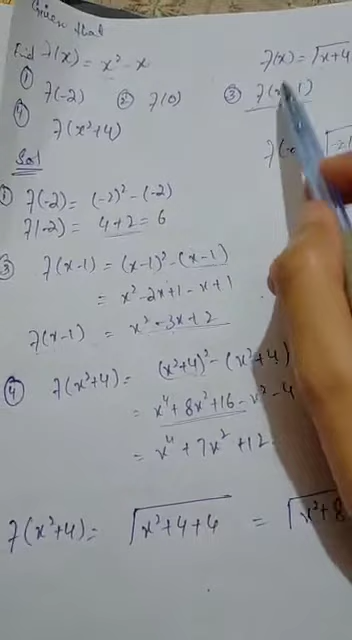 Given that
Find f(x) = x² - x
f(x) = √x+4
① f(-2) ② f(0) ③ f(x-1)
④ f(x²+4)
Sol
① f(-2) = (-2)² - (-2)
f(-2) = 4+2 = 6
③ f(x-1) = (x-1)² - (x-1)
= x² - 2x+1 - x+1
f(x-1) = x² - 3x + 2
④ f(x²+4) = (x²+4)² - (x²+4)
= x⁴ + 8x² + 16 - x² - 4
= x⁴ + 7x² + 12
f(x²+4) = √x²+4+4 = √x²+8